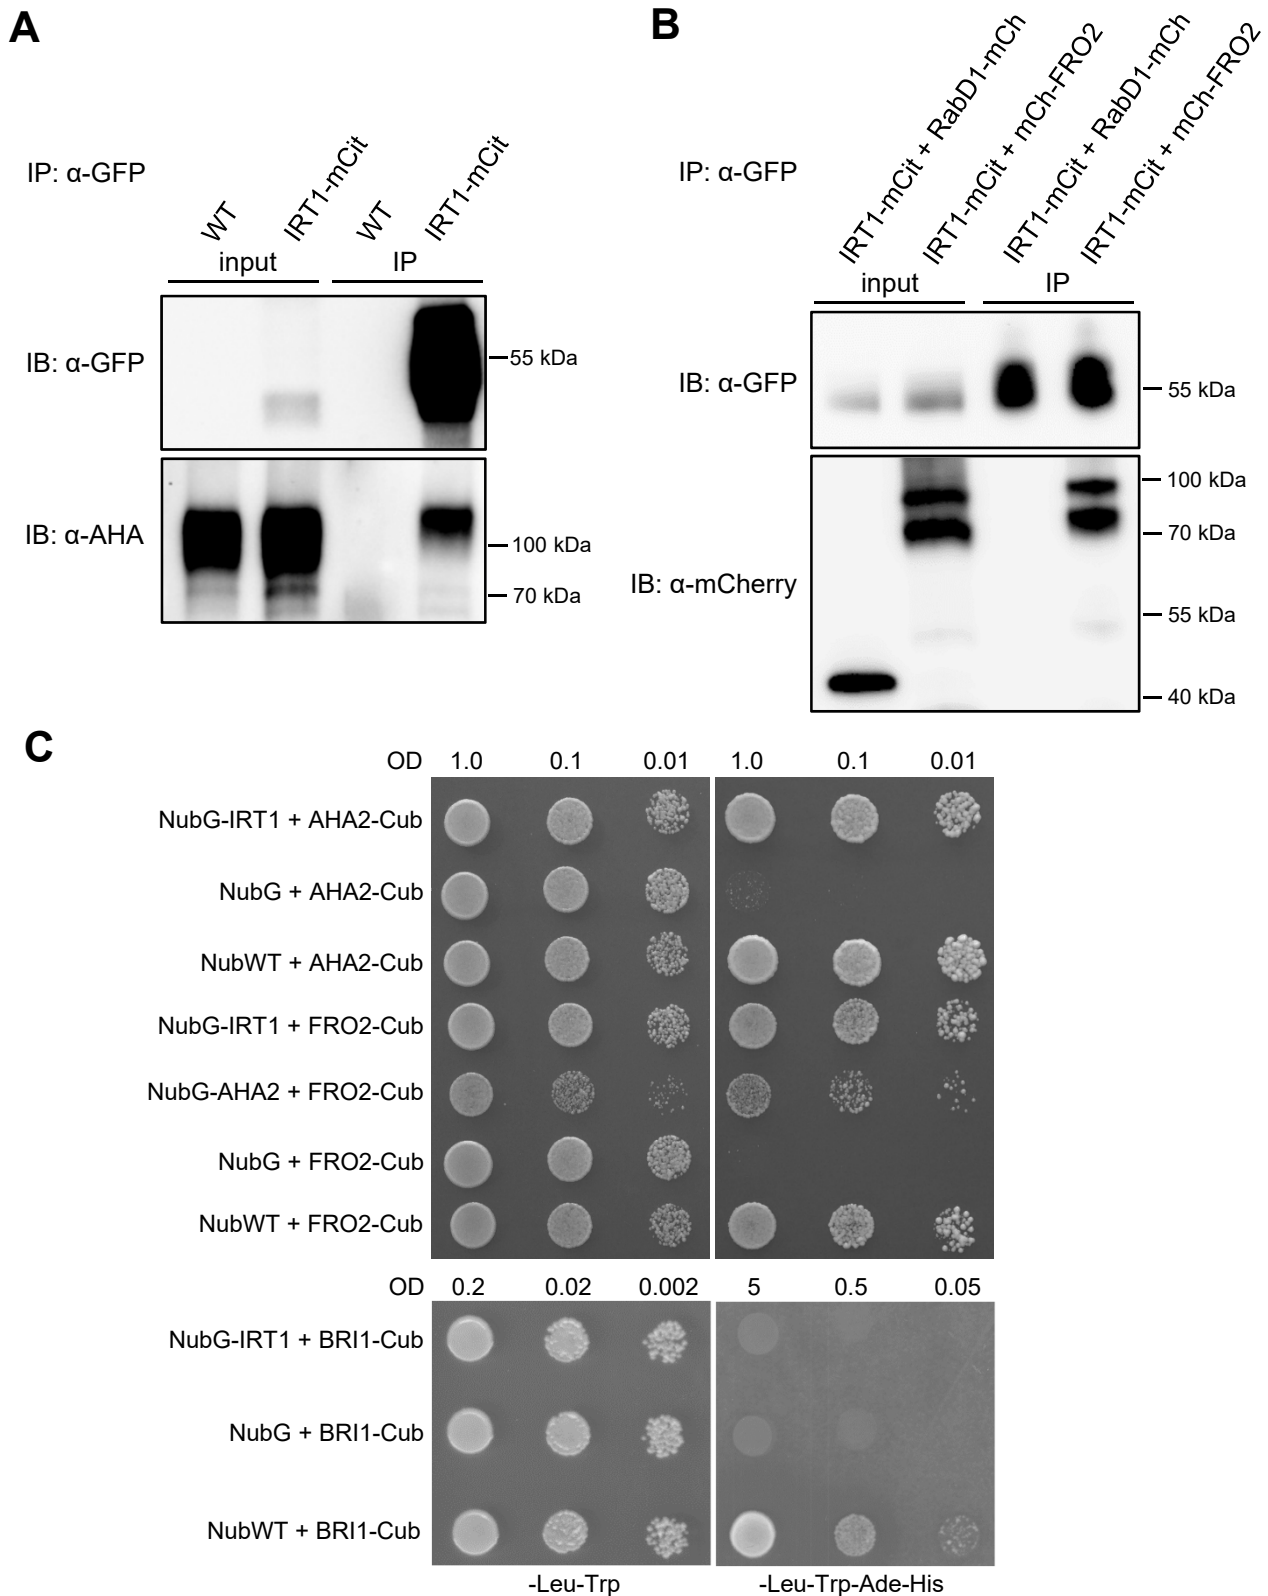 A
IP: α-GFP
WT
IRT1-mCit
WT
IRT1-mCit
input
IP
IB: α-GFP
55 kDa
IB: α-AHA
100 kDa
70 kDa
B
IP: α-GFP
IRT1-mCit + RabD1-mCh
IRT1-mCit + mCh-FRO2
IRT1-mCit + RabD1-mCh
IRT1-mCit + mCh-FRO2
input
IP
IB: α-GFP
55 kDa
IB: α-mCherry
100 kDa
70 kDa
55 kDa
40 kDa
C
OD 1.0 0.1 0.01 1.0 0.1 0.01
NubG-IRT1 + AHA2-Cub
NubG + AHA2-Cub
NubWT + AHA2-Cub
NubG-IRT1 + FRO2-Cub
NubG-AHA2 + FRO2-Cub
NubG + FRO2-Cub
NubWT + FRO2-Cub
OD 0.2 0.02 0.002 5 0.5 0.05
NubG-IRT1 + BRI1-Cub
NubG + BRI1-Cub
NubWT + BRI1-Cub
-Leu-Trp -Leu-Trp-Ade-His